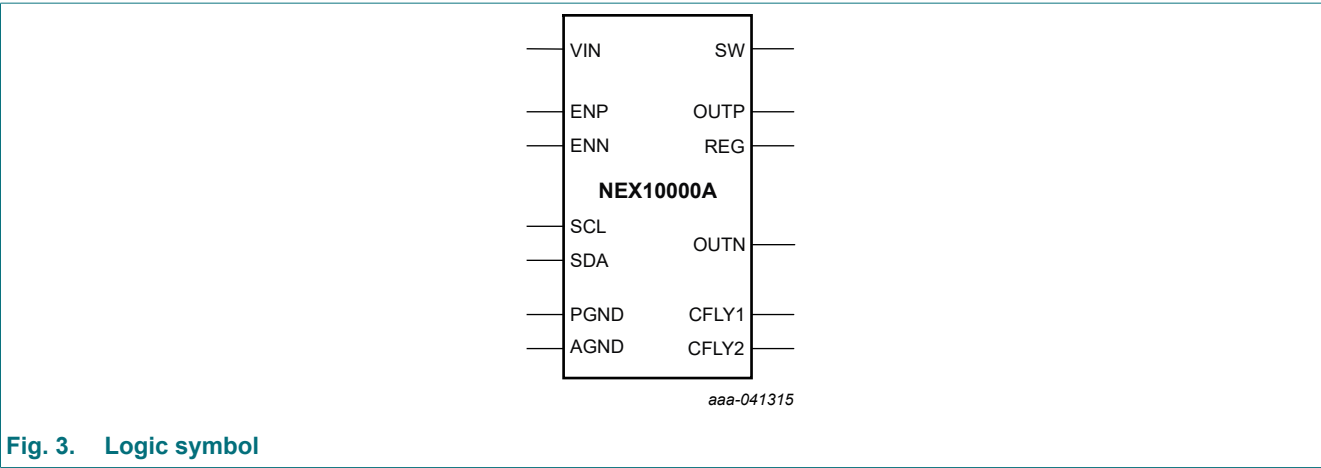 VIN SW
ENP OUTP
ENN REG
NEX10000A
SCL
OUTN
SDA
PGND CFLY1
AGND CFLY2
aaa-041315
Fig. 3. Logic symbol